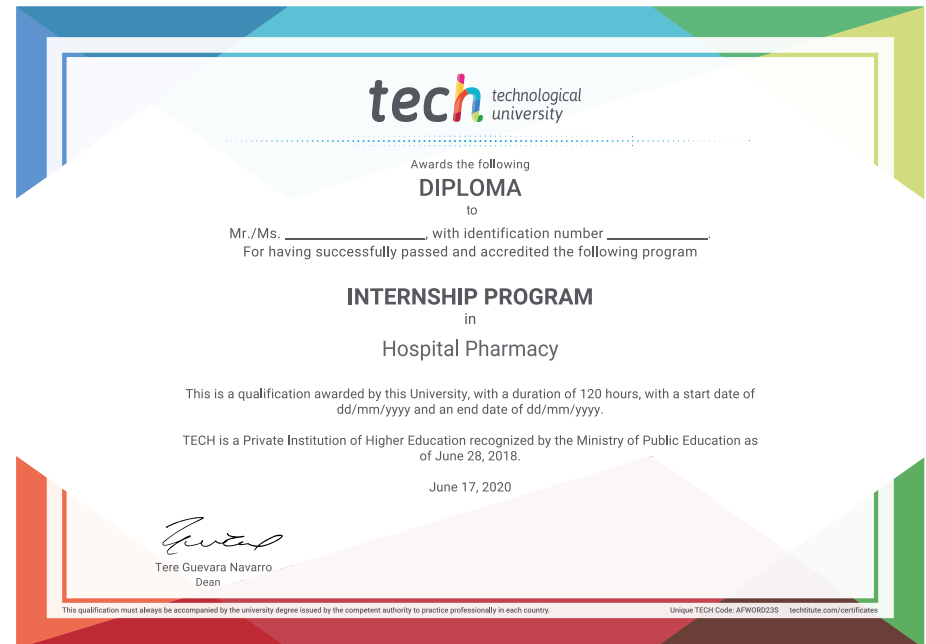 tech technological
university
Awards the following
DIPLOMA
to
Mr./Ms. ____________________, with identification number ______________.
For having successfully passed and accredited the following program
INTERNSHIP PROGRAM
in
Hospital Pharmacy
This is a qualification awarded by this University, with a duration of 120 hours, with a start date of
dd/mm/yyyy and an end date of dd/mm/yyyy.
TECH is a Private Institution of Higher Education recognized by the Ministry of Public Education as
of June 28, 2018.
June 17, 2020
Tere Guevara Navarro
Dean
This qualification must always be accompanied by the university degree issued by the competent authority to practice professionally in each country.
Unique TECH Code: AFWORD23S techtitute.com/certificates